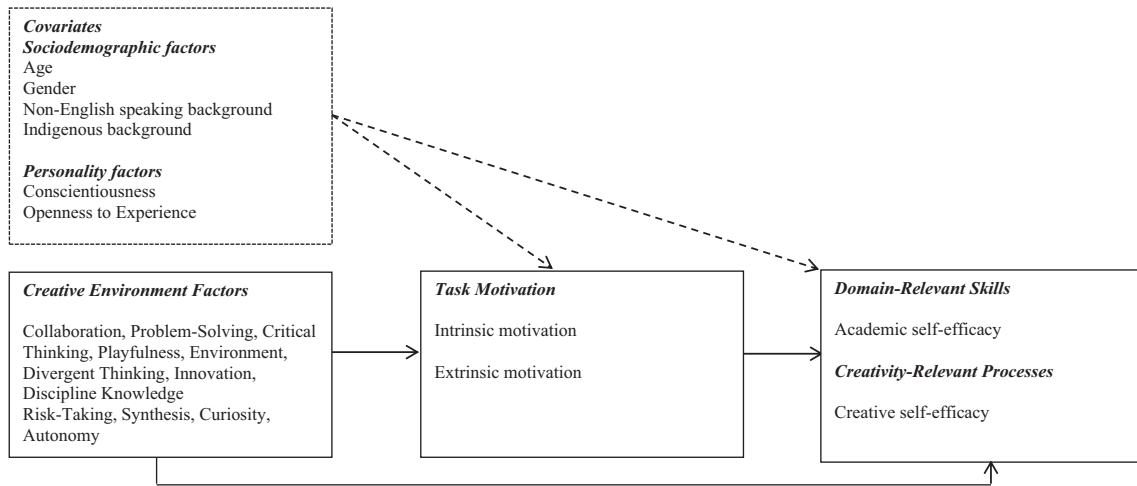 Covariates
Sociodemographic factors
Age
Gender
Non-English speaking background
Indigenous background
Personality factors
Conscientiousness
Openness to Experience
Creative Environment Factors
Collaboration, Problem-Solving, Critical
Thinking, Playfulness, Environment,
Divergent Thinking, Innovation,
Discipline Knowledge
Risk-Taking, Synthesis, Curiosity,
Autonomy
Task Motivation
Intrinsic motivation
Extrinsic motivation
Domain-Relevant Skills
Academic self-efficacy
Creativity-Relevant Processes
Creative self-efficacy